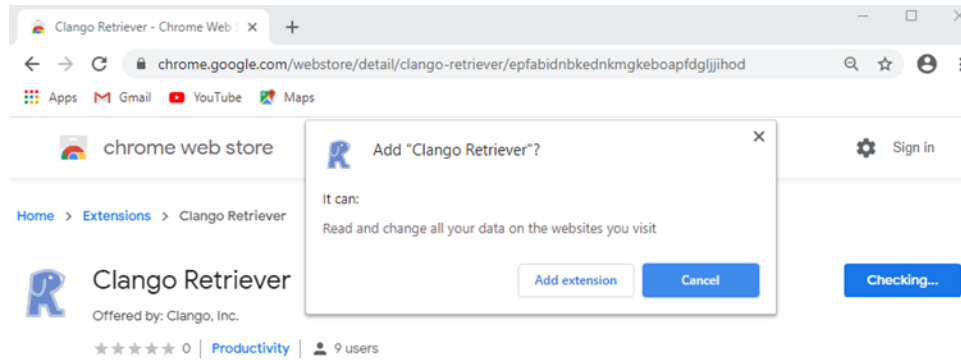 Clango Retriever - Chrome Web
chrome.google.com/webstore/detail/clango-retriever/epfabidnbkednkmgkeboapfdgljjihod
Apps Gmail YouTube Maps
chrome web store
Sign in
Add "Clango Retriever"?
It can:
Read and change all your data on the websites you visit
Add extension Cancel
Home > Extensions > Clango Retriever
Clango Retriever
Checking...
Offered by: Clango, Inc.
0 | Productivity | 9 users